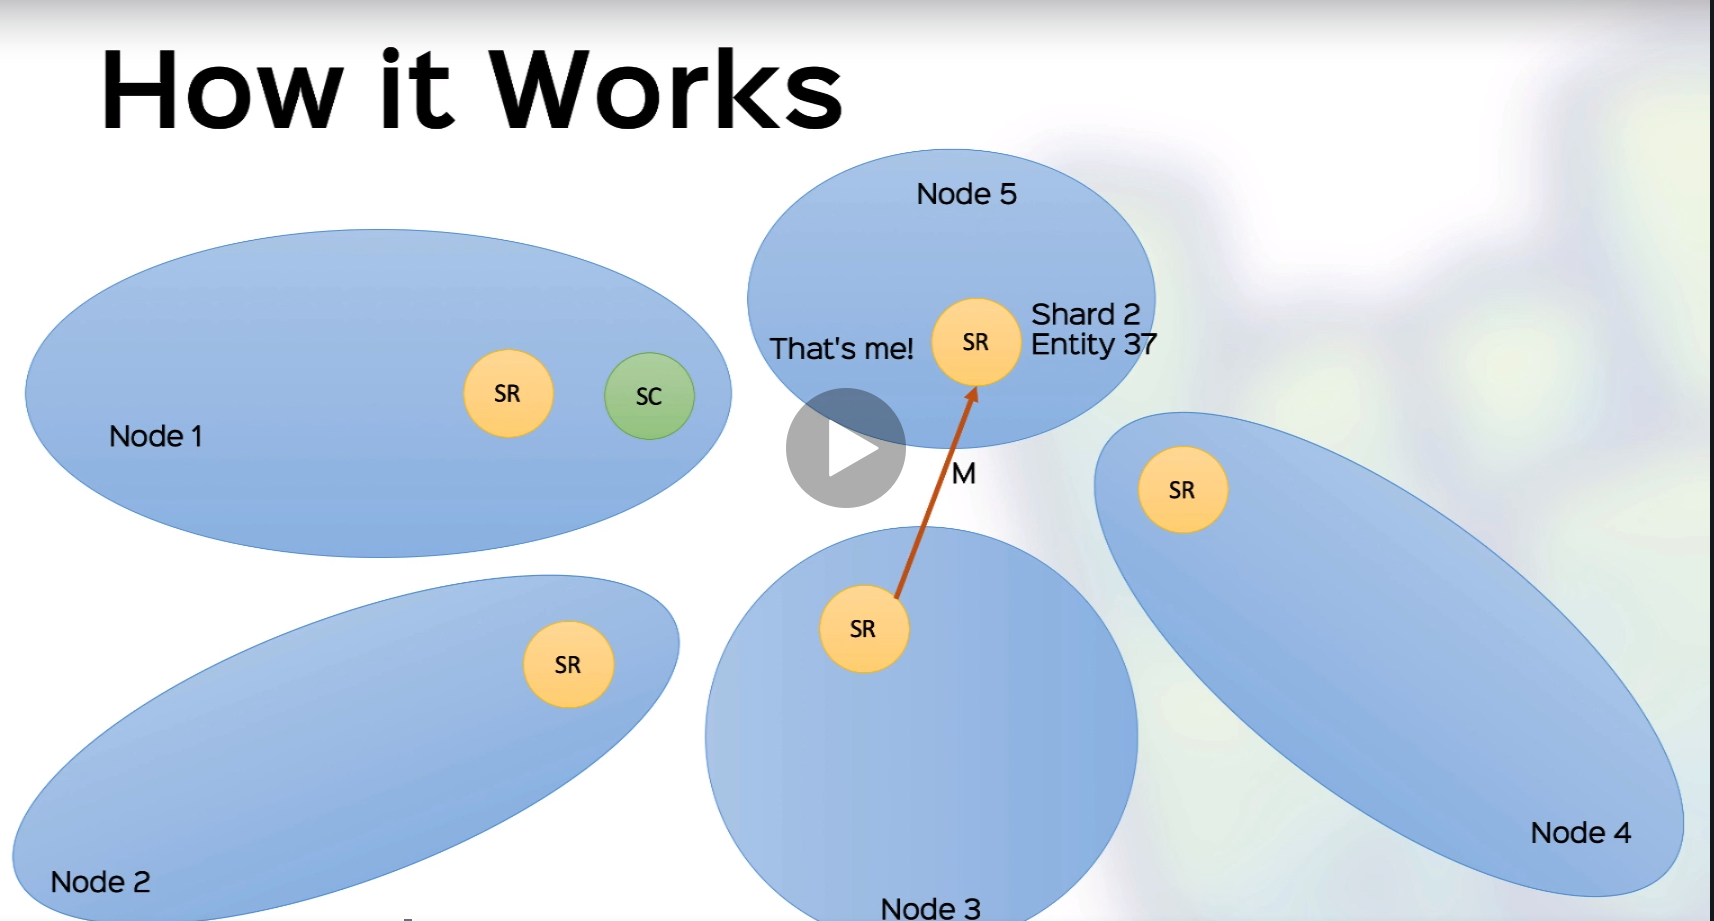 How it Works
Node 5
Shard 2
That's me!
SR
Entity 37
SR
SC
Node 1
M
SR
SR
SR
Node 4
Node 2
Node 3